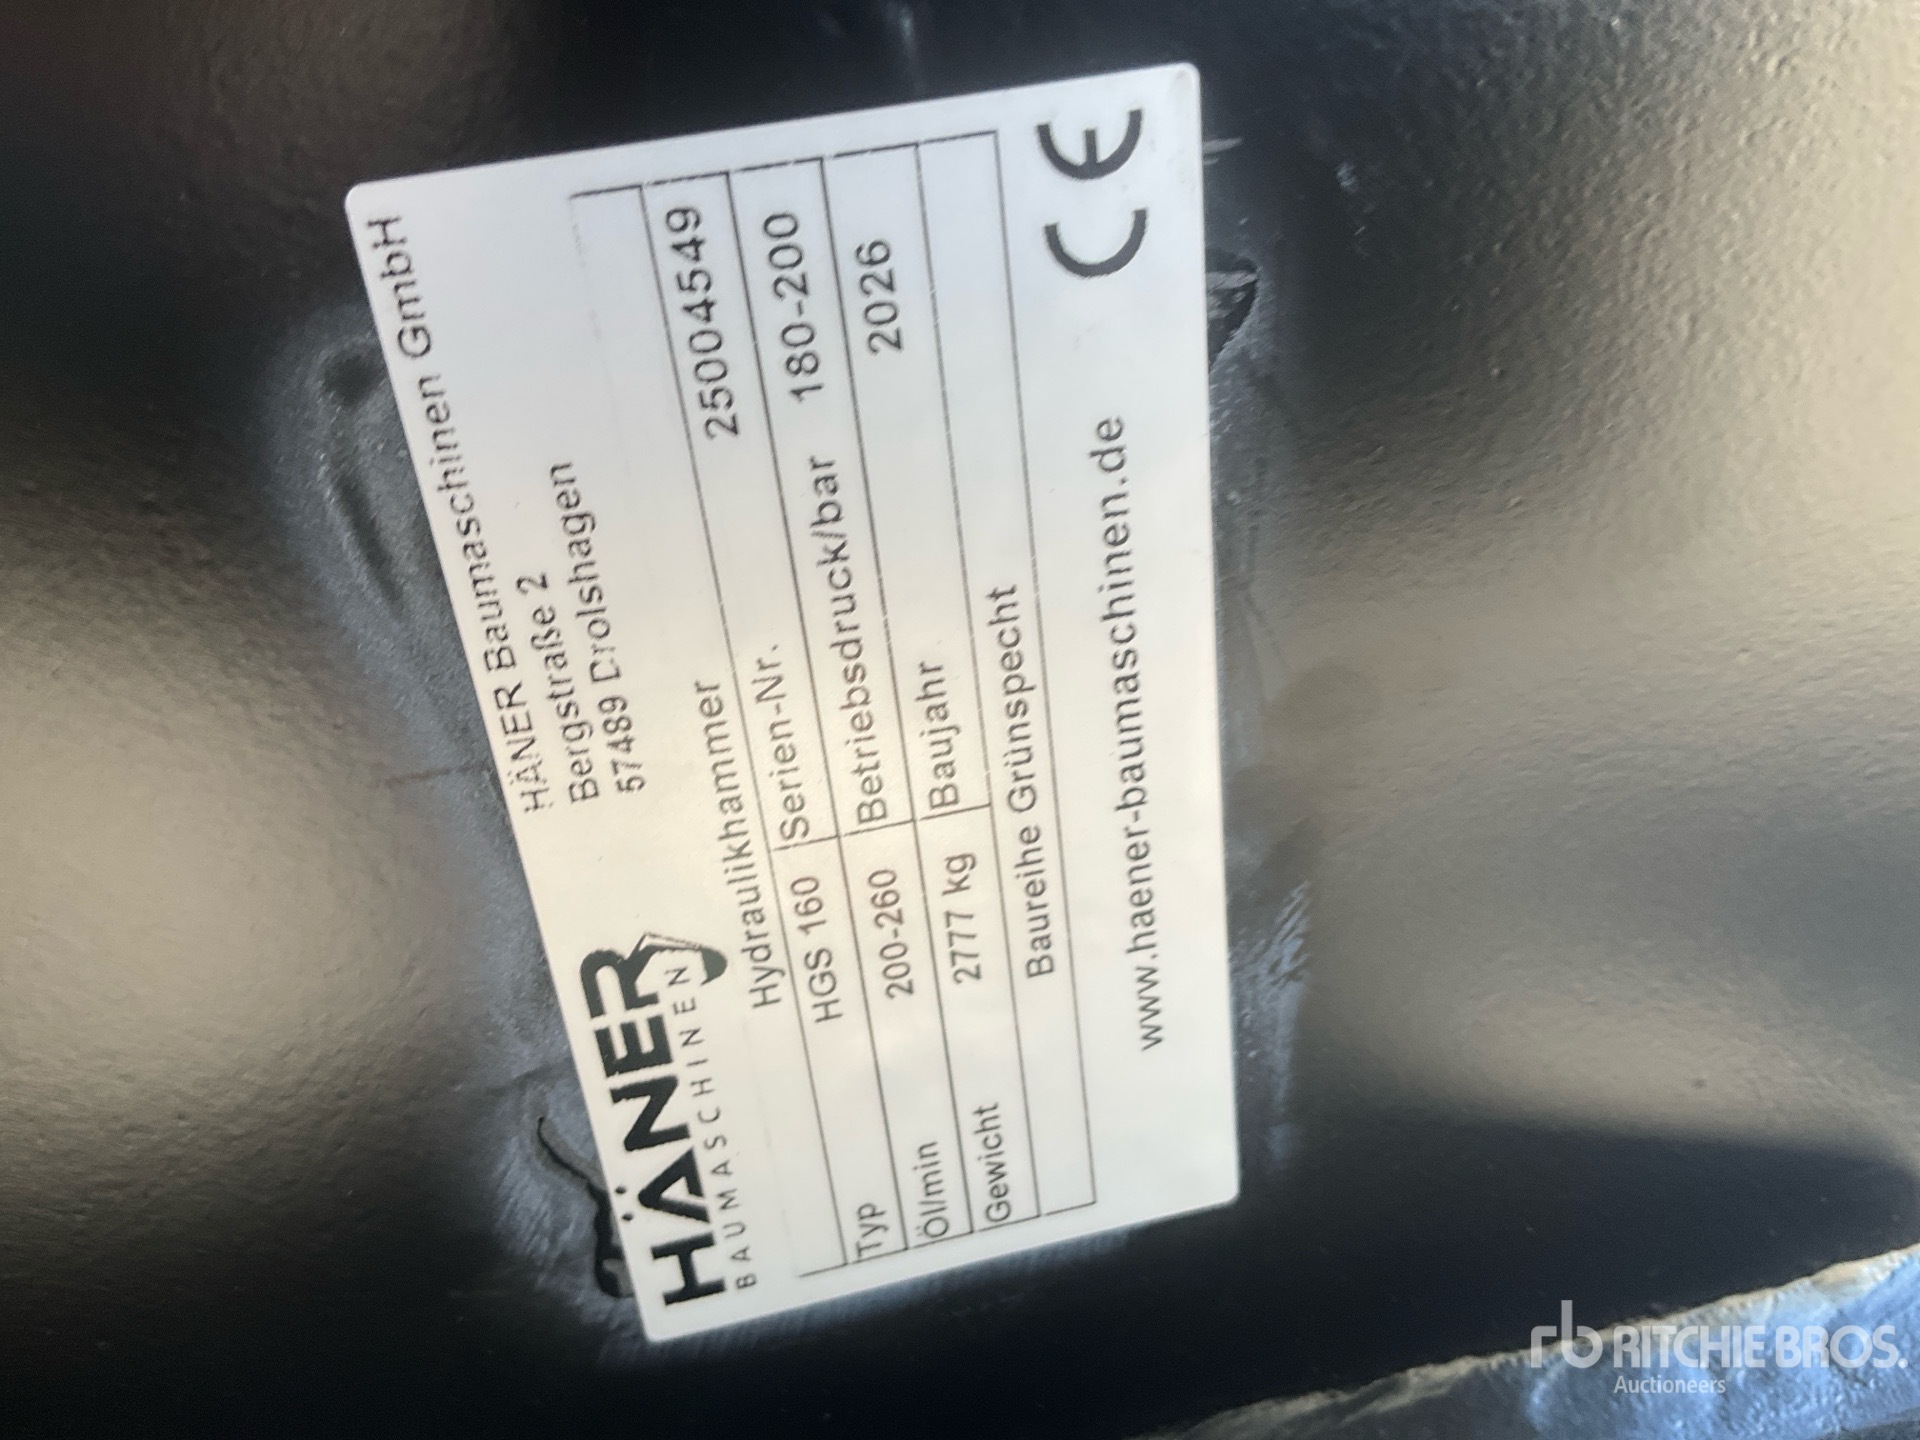 HÄNER
BAUMASCHINEN
HÄNER Baumaschinen GmbH
Bergstraße 2
57489 Drolshagen
Hydraulikhammer
Typ HGS 160 Serien-Nr. 25004549
Öl/min 200-260 Betriebsdruck/bar 180-200
Gewicht 2777 kg Baujahr 2026
Baureihe Grünspecht
www.haener-baumaschinen.de CE
rb RITCHIE BROS.
Auctioneers